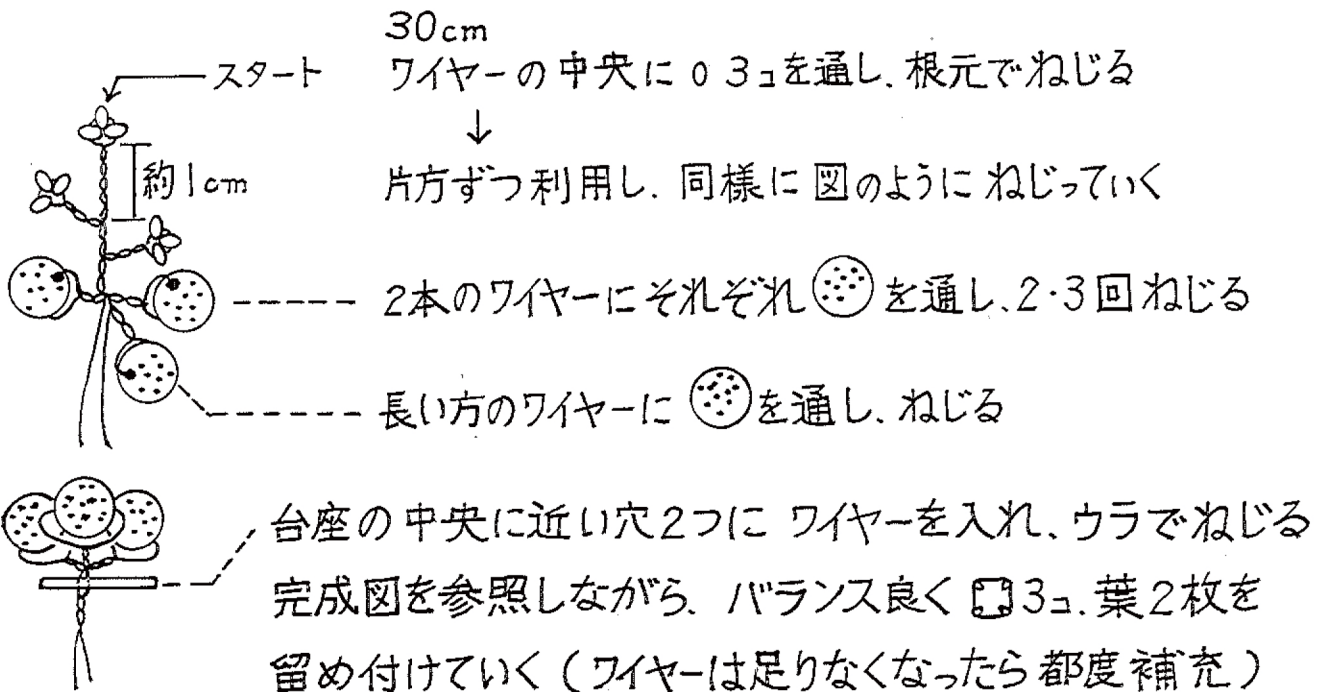 30cm
スタート ワイヤーの中央に0 3コを通し、根元でねじる
↓
約1cm 片方ずつ利用し、同様に図のようにねじっていく
2本のワイヤーにそれぞれ を通し、2・3回ねじる
長い方のワイヤーに を通し、ねじる
台座の中央に近い穴2つに ワイヤーを入れ、ウラでねじる
完成図を参照しながら、バランス良く 3コ、葉2枚を
留め付けていく(ワイヤーは足りなくなったら都度補充)